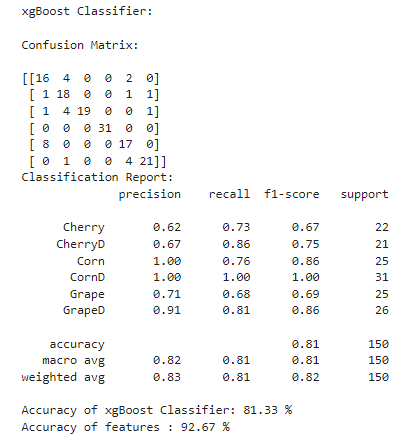 xgBoost Classifier:
Confusion Matrix:
[[16  4  0  0  2  0]
 [ 1 18  0  0  1  1]
 [ 1  4 19  0  0  1]
 [ 0  0  0 31  0  0]
 [ 8  0  0  0 17  0]
 [ 0  1  0  0  4 21]]
Classification Report:
              precision    recall  f1-score   support
      Cherry       0.62      0.73      0.67        22
     CherryD       0.67      0.86      0.75        21
        Corn       1.00      0.76      0.86        25
       CornD       1.00      1.00      1.00        31
       Grape       0.71      0.68      0.69        25
      GrapeD       0.91      0.81      0.86        26
    accuracy                           0.81       150
   macro avg       0.82      0.81      0.81       150
weighted avg       0.83      0.81      0.82       150
Accuracy of xgBoost Classifier: 81.33 %
Accuracy of features : 92.67 %